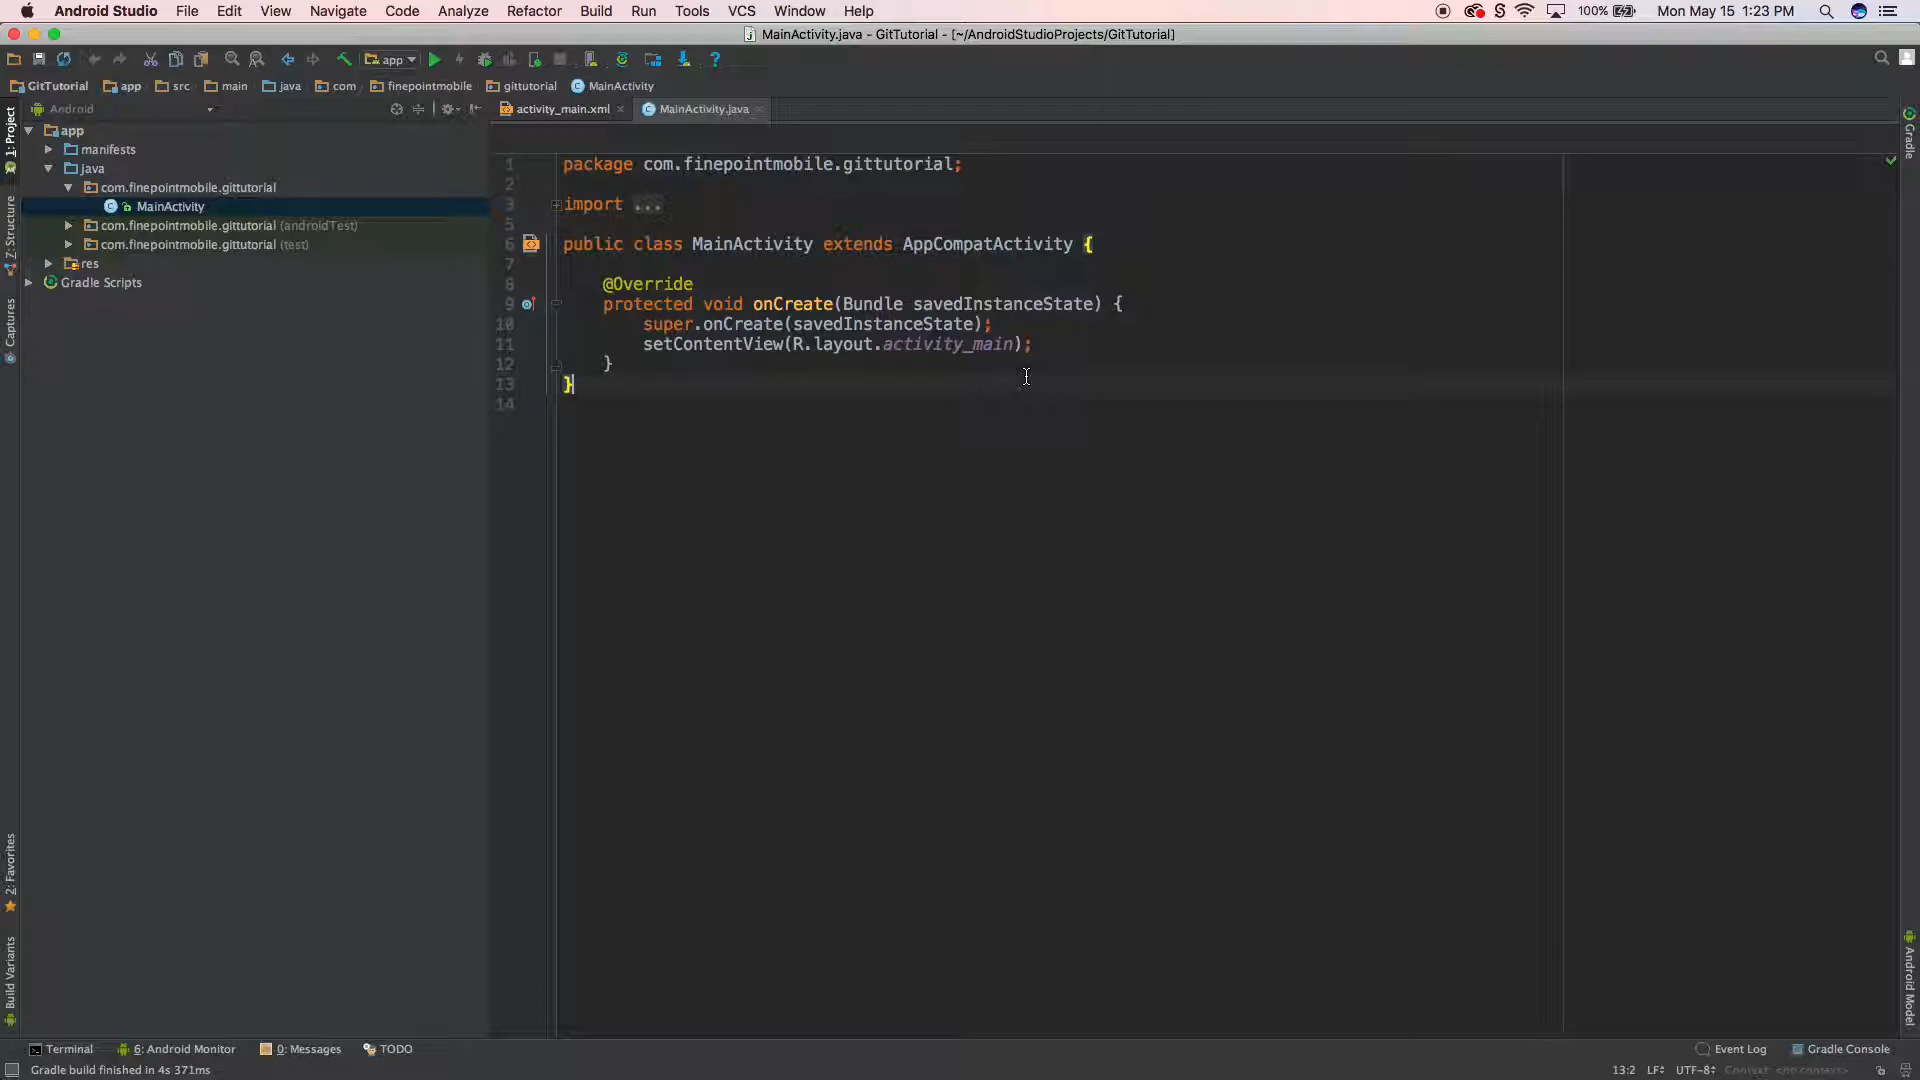 Android Studio File Edit View Navigate Code Analyze Refactor Build Run Tools VCS Window Help 100% Mon May 15 1:23 PM
MainActivity.java - GitTutorial - [~/AndroidStudioProjects/GitTutorial]
app
GitTutorial app src main java com finepointmobile gittutorial MainActivity
Android
activity_main.xml
MainActivity.java
1: Project
Z: Structure
Captures
2: Favorites
Build Variants
app
manifests
java
com.finepointmobile.gittutorial
MainActivity
com.finepointmobile.gittutorial (androidTest)
com.finepointmobile.gittutorial (test)
res
Gradle Scripts
1 package com.finepointmobile.gittutorial;
2
3 import ...
5
6 public class MainActivity extends AppCompatActivity {
7
8 @Override
9 protected void onCreate(Bundle savedInstanceState) {
10 super.onCreate(savedInstanceState);
11 setContentView(R.layout.activity_main);
12 }
13 }
14
Gradle
Android Model
Terminal 6: Android Monitor 0: Messages TODO Event Log Gradle Console
Gradle build finished in 4s 371ms 13:2 LF÷ UTF-8÷ Context: <no context>